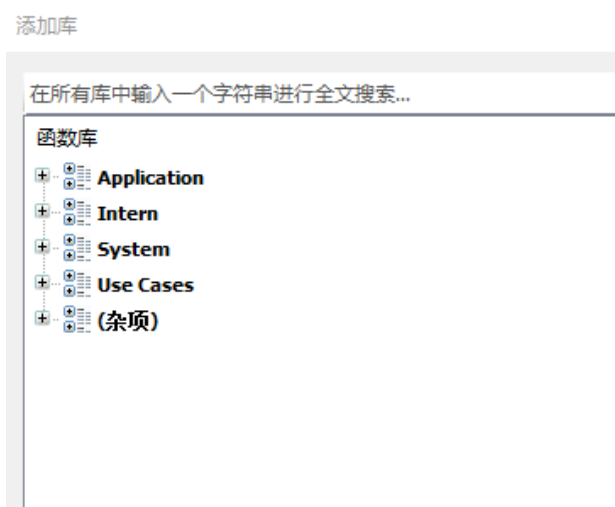 添加库
在所有库中输入一个字符串进行全文搜索...
函数库
Application
Intern
System
Use Cases
(杂项)